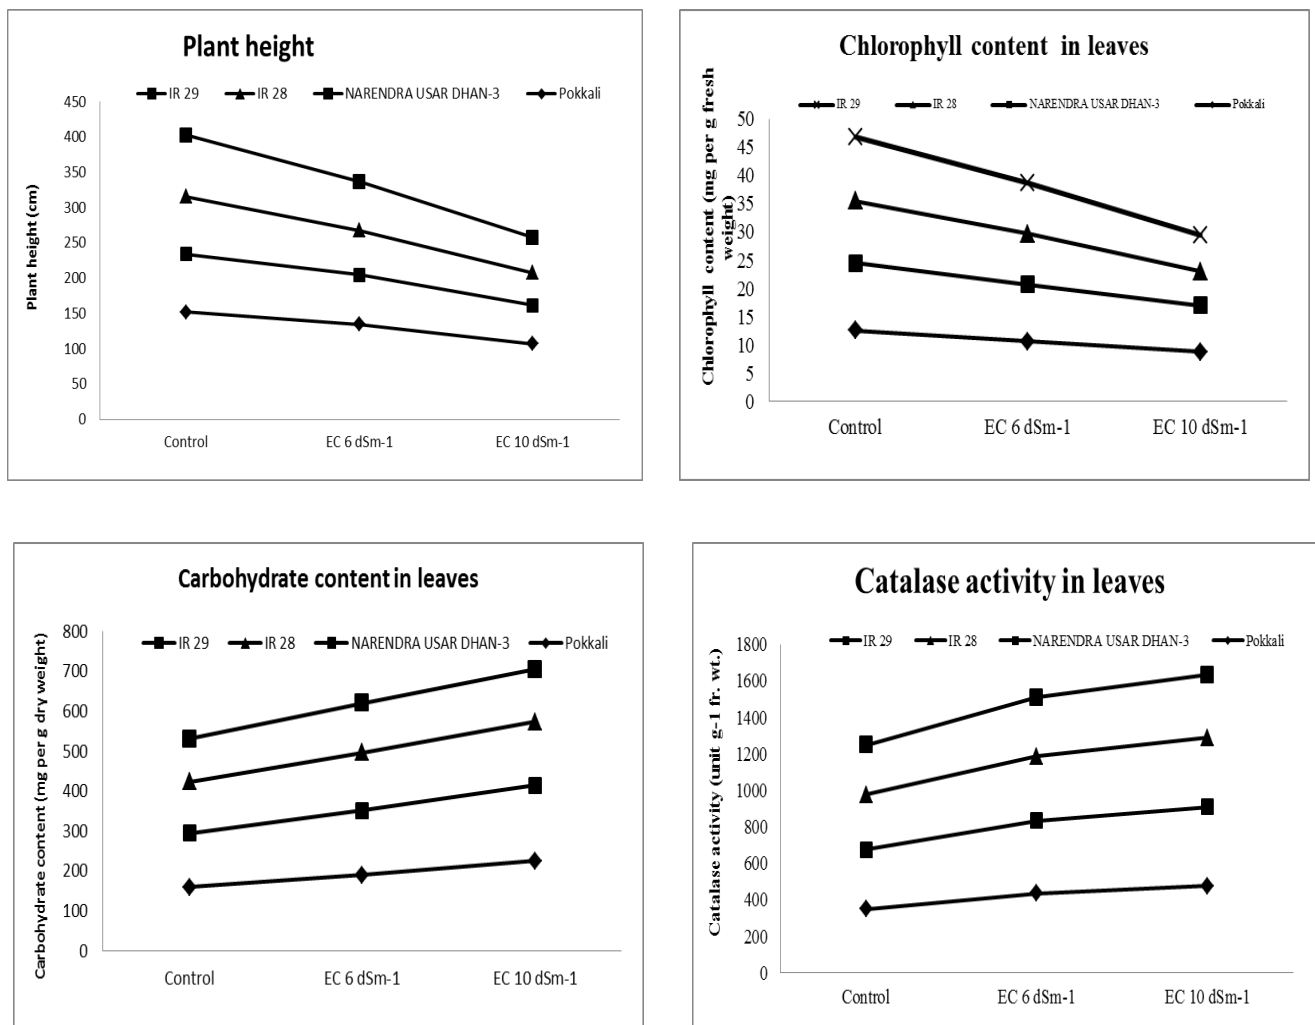 Plant height
IR 29 IR 28 NARENDRA USAR DHAN-3 Pokkali
450
400
350
300
250
200
150
100
50
0
Plant height (cm)
Control EC 6 dSm-1 EC 10 dSm-1
Chlorophyll content in leaves
IR 29 IR 28 NARENDRA USAR DHAN-3 Pokkali
50
45
40
35
30
25
20
15
10
5
0
Chlorophyll content (mg per g fresh
weight)
Control EC 6 dSm-1 EC 10 dSm-1
Carbohydrate content in leaves
IR 29 IR 28 NARENDRA USAR DHAN-3 Pokkali
800
700
600
500
400
300
200
100
0
Carbohydrate content (mg per g dry weight)
Control EC 6 dSm-1 EC 10 dSm-1
Catalase activity in leaves
IR 29 IR 28 NARENDRA USAR DHAN-3 Pokkali
1800
1600
1400
1200
1000
800
600
400
200
0
Catalase activity (unit g-1 fr. wt.)
Control EC 6 dSm-1 EC 10 dSm-1